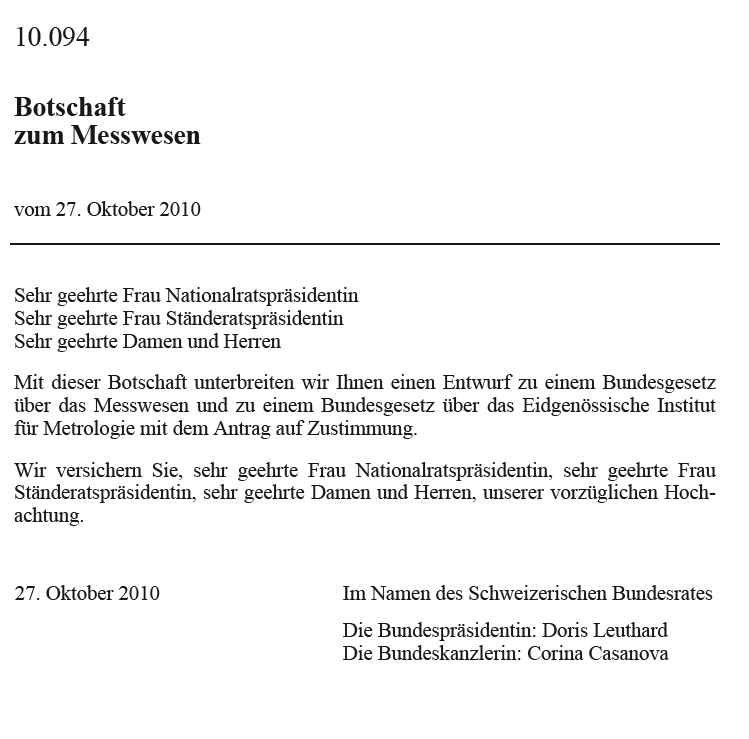 10.094
Botschaft
zum Messwesen
vom 27. Oktober 2010
Sehr geehrte Frau Nationalratspräsidentin
Sehr geehrte Frau Ständeratspräsidentin
Sehr geehrte Damen und Herren
Mit dieser Botschaft unterbreiten wir Ihnen einen Entwurf zu einem Bundesgesetz
über das Messwesen und zu einem Bundesgesetz über das Eidgenössische Institut
für Metrologie mit dem Antrag auf Zustimmung.
Wir versichern Sie, sehr geehrte Frau Nationalratspräsidentin, sehr geehrte Frau
Ständeratspräsidentin, sehr geehrte Damen und Herren, unserer vorzüglichen Hoch-
achtung.
27. Oktober 2010 Im Namen des Schweizerischen Bundesrates
Die Bundespräsidentin: Doris Leuthard
Die Bundeskanzlerin: Corina Casanova